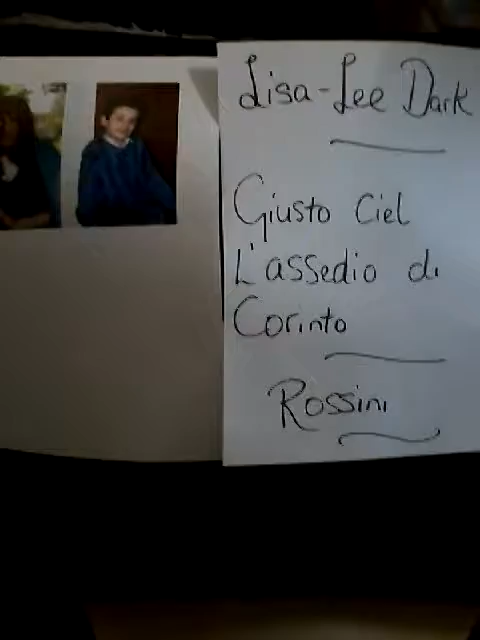 Lisa-Lee Dark
Giusto Ciel
L'assedio di
Corinto
Rossini